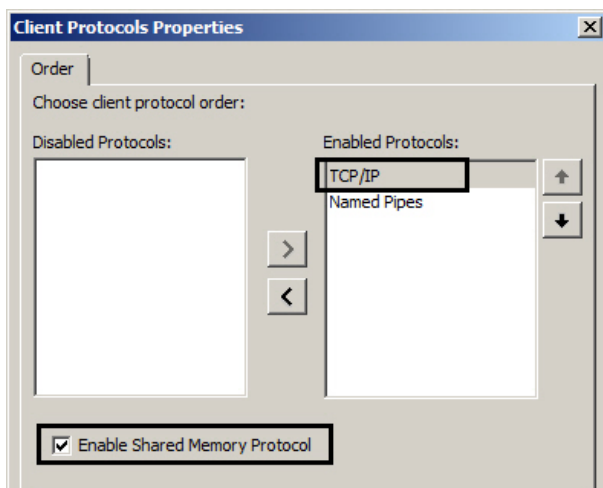 Client Protocols Properties
Order
Choose client protocol order:
Disabled Protocols:
Enabled Protocols:
TCP/IP
Named Pipes
Enable Shared Memory Protocol